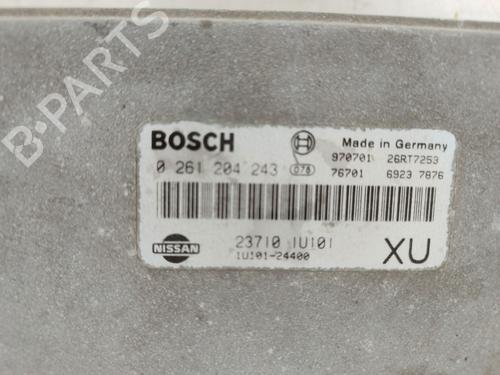 B-PARTS
BOSCH
Made in Germany
0 261 204 243 078
970701 26RT7253
76701 6923 7876
NISSAN
23710 1U101
1U101-24400
XU